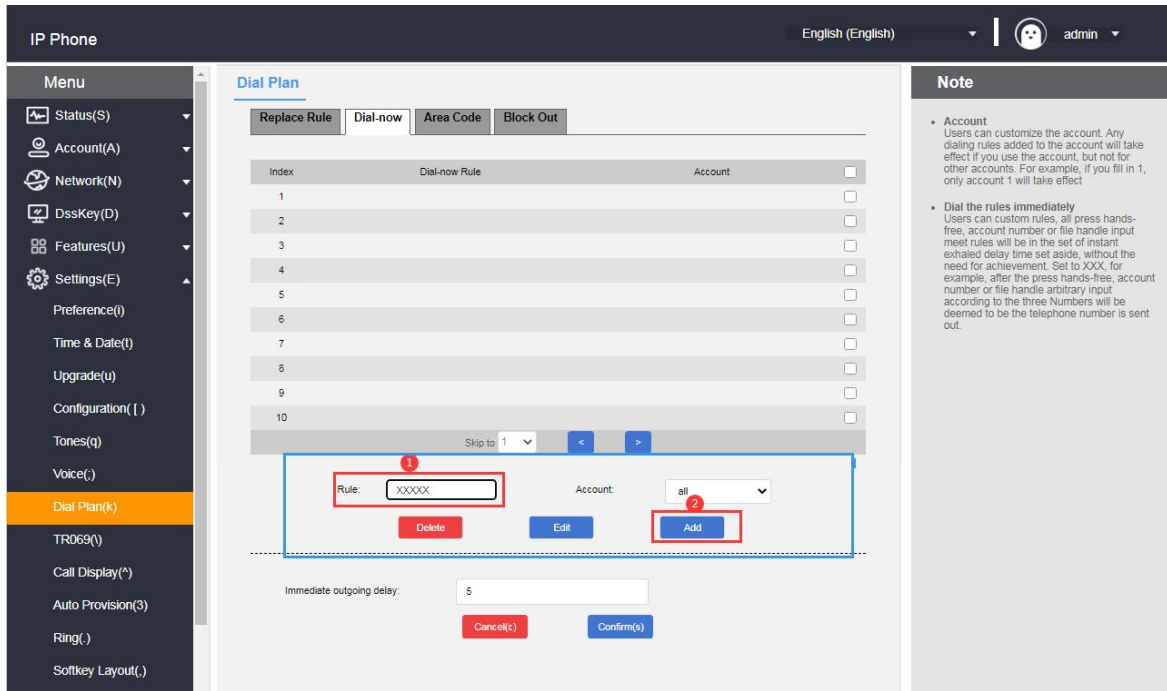 IP Phone
English (English)
admin
Menu
Status(S)
Account(A)
Network(N)
DssKey(D)
Features(U)
Settings(E)
Preference(i)
Time & Date(t)
Upgrade(u)
Configuration( [ )
Tones(q)
Voice(;)
Dial Plan(k)
TR069(\)
Call Display(^)
Auto Provision(3)
Ring(.)
Softkey Layout(,)
Dial Plan
Replace Rule Dial-now Area Code Block Out
Index Dial-now Rule Account
1
2
3
4
5
6
7
8
9
10
Skip to 1 < >
1
Rule: XXXXX Account: all
2
Delete Edit Add
Immediate outgoing delay: 5
Cancel(c) Confirm(s)
Note
Account
Users can customize the account. Any
dialing rules added to the account will take
effect if you use the account, but not for
other accounts. For example, if you fill in 1,
only account 1 will take effect
Dial the rules immediately
Users can custom rules, all press hands-
free, account number or file handle input
meet rules will be in the set of instant
exhaled delay time set aside, without the
need for achievement. Set to XXX, for
example, after the press hands-free, account
number or file handle arbitrary input
according to the three Numbers will be
deemed to be the telephone number is sent
out.